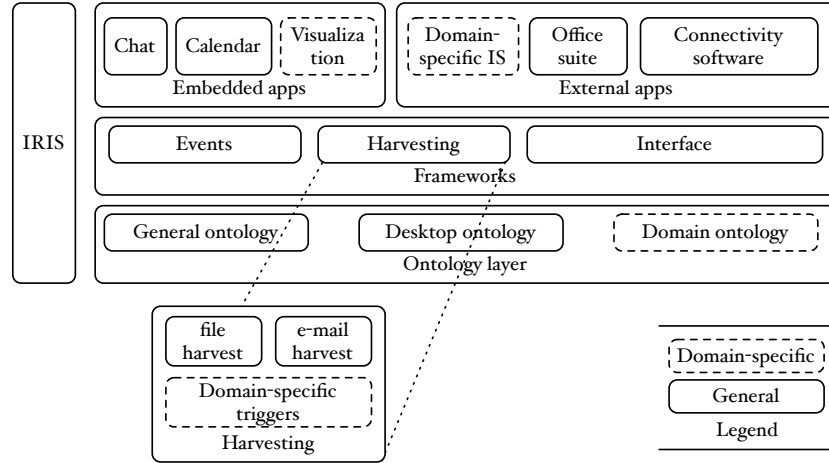 IRIS
Chat
Calendar
Visualiza
tion
Embedded apps
Domain-
specific IS
Office
suite
Connectivity
software
External apps
Events
Harvesting
Interface
Frameworks
General ontology
Desktop ontology
Domain ontology
Ontology layer
file
harvest
e-mail
harvest
Domain-specific
triggers
Harvesting
Domain-specific
General
Legend